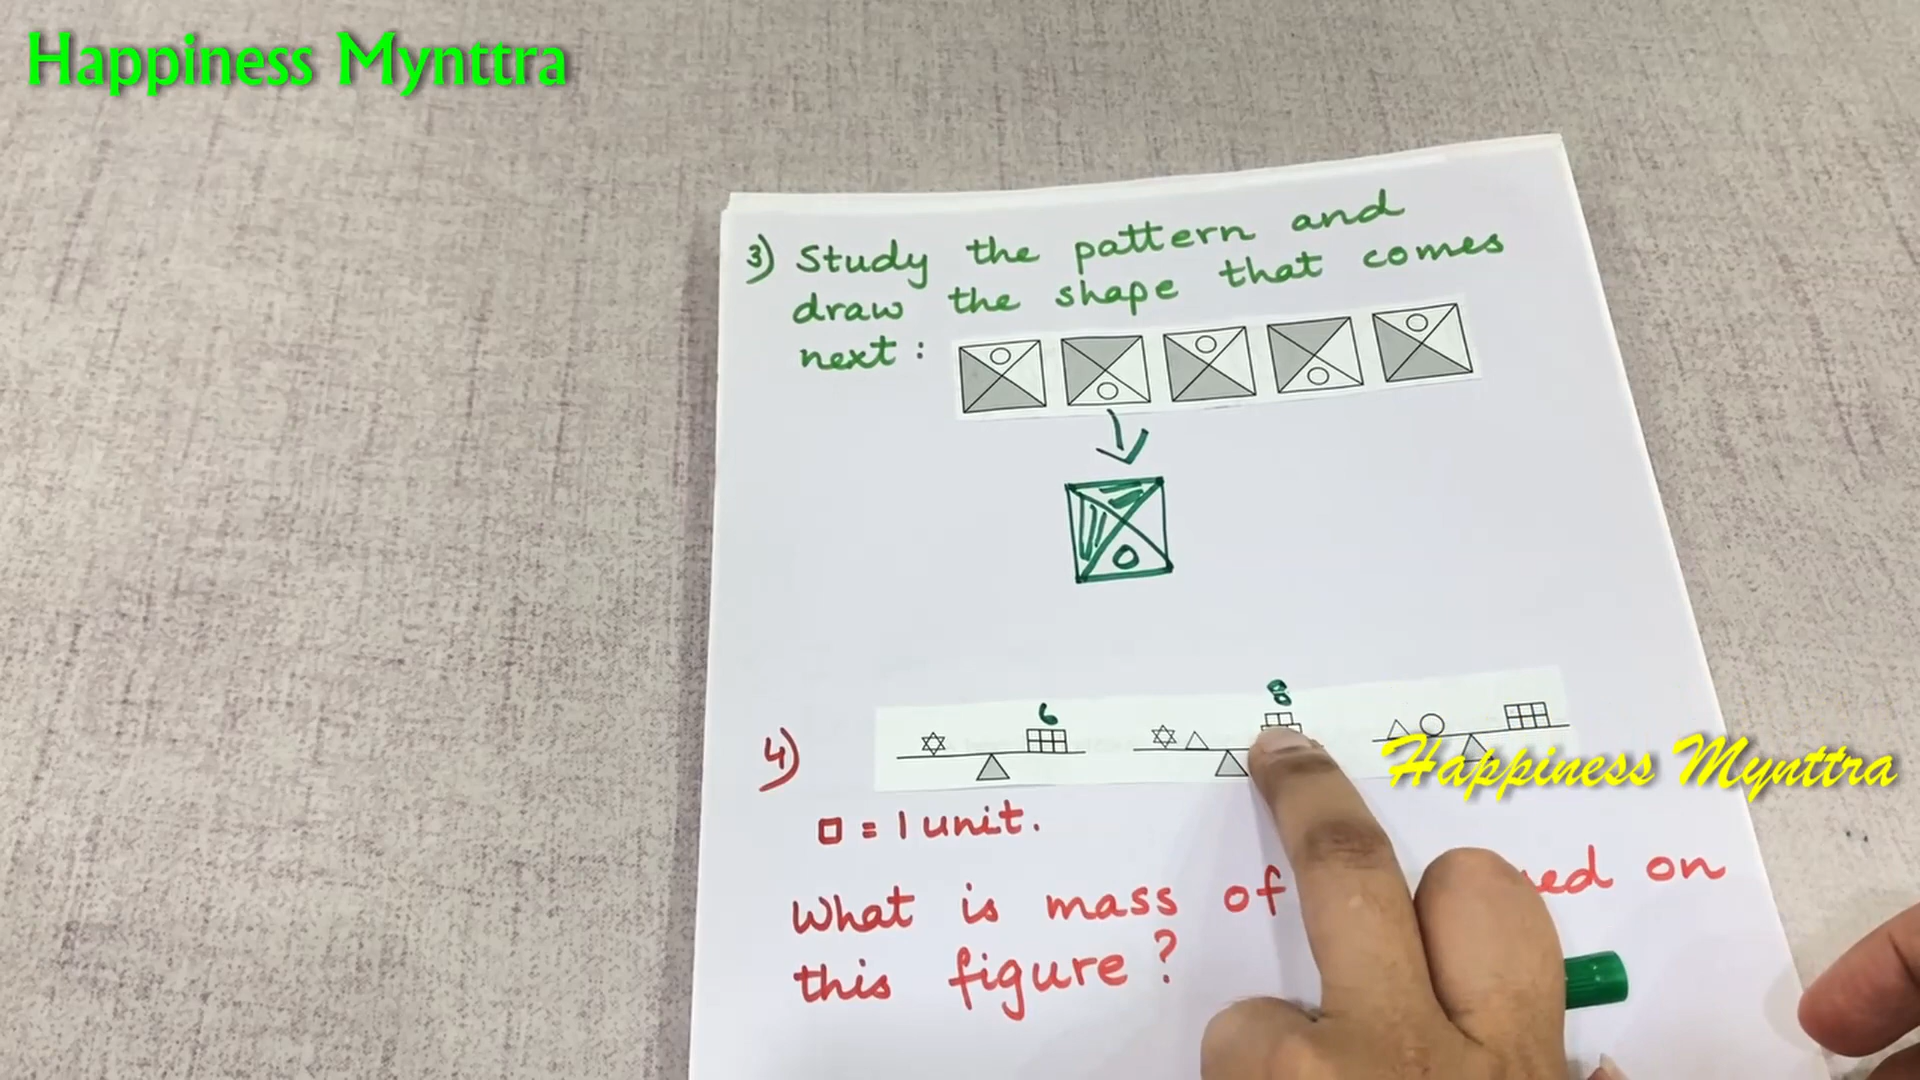 Happiness Mynttra
3) Study the pattern and
draw the shape that comes
next :
6
8
4)
Happiness Mynttra
□ = 1 unit.
What is mass of on
this figure?